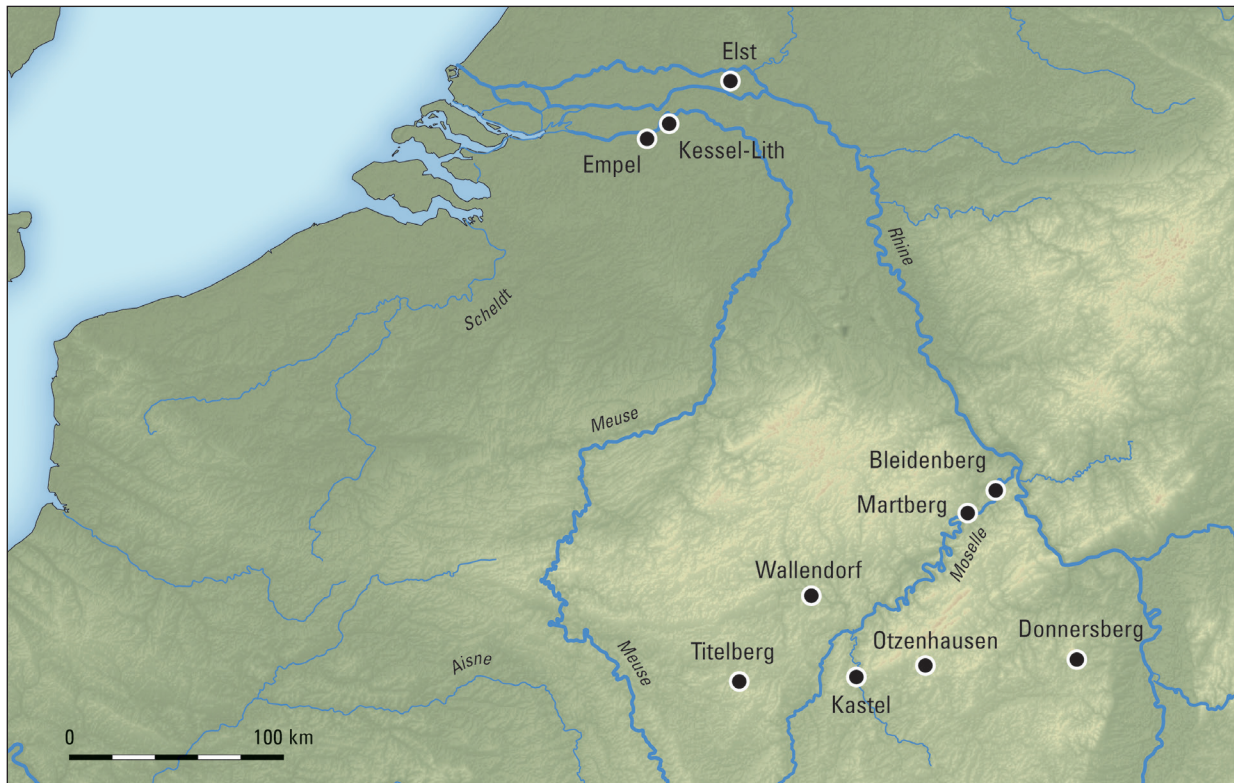 Elst
Kessel-Lith
Empel
Rhine
Scheldt
Meuse
Bleidenberg
Martberg
Moselle
Wallendorf
Titelberg
Otzenhausen
Donnersberg
Meuse
Aisne
Kastel
0 100 km